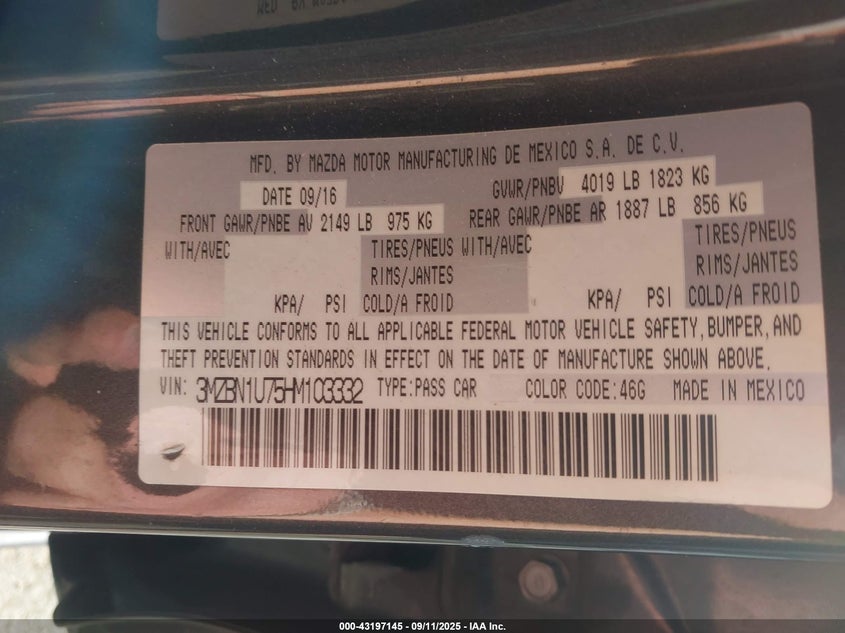 MFD. BY MAZDA MOTOR MANUFACTURING DE MEXICO S.A. DE C.V.
DATE 09/16 GVWR/PNBV 4019 LB 1823 KG
FRONT GAWR/PNBE AV 2149 LB 975 KG REAR GAWR/PNBE AR 1887 LB 856 KG
WITH/AVEC TIRES/PNEUS WITH/AVEC TIRES/PNEUS
RIMS/JANTES RIMS/JANTES
KPA/ PSI COLD/A FROID KPA/ PSI COLD/A FROID
THIS VEHICLE CONFORMS TO ALL APPLICABLE FEDERAL MOTOR VEHICLE SAFETY, BUMPER, AND
THEFT PREVENTION STANDARDS IN EFFECT ON THE DATE OF MANUFACTURE SHOWN ABOVE.
VIN: 3MZBN1U75HM103332 TYPE:PASS CAR COLOR CODE:46G MADE IN MEXICO
000-43197145 - 09/11/2025 - IAA Inc.